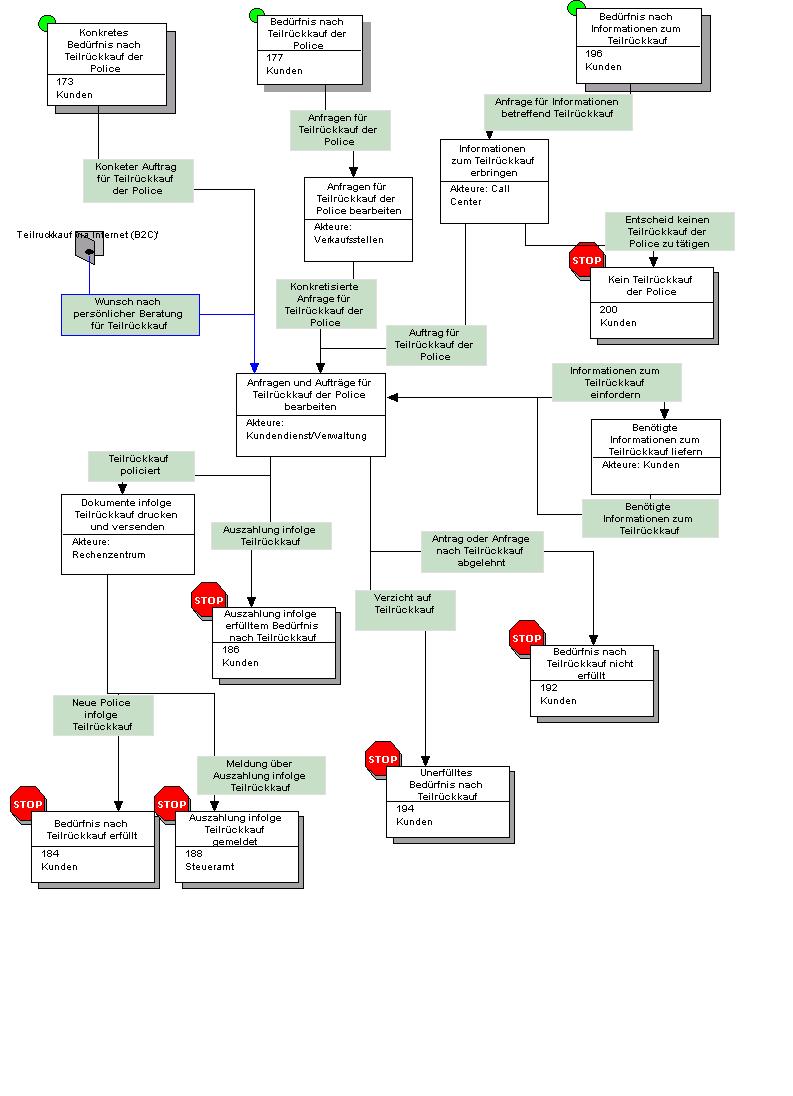 Konkretes
Bedürfnis nach
Teilrückkauf der
Police
173
Kunden
Bedürfnis nach
Teilrückkauf der
Police
177
Kunden
Bedürfnis nach
Informationen zum
Teilrückkauf
196
Kunden
Anfragen für
Teilrückkauf der
Police
Anfrage für Informationen
betreffend Teilrückkauf
Konketer Auftrag
für Teilrückkauf
der Police
Anfragen für
Teilrückkauf der
Police bearbeiten
Akteure:
Verkaufsstellen
Informationen
zum Teilrückkauf
erbringen
Akteure: Call
Center
Entscheid keinen
Teilrückkauf der
Police zu tätigen
Teilrückkauf via Internet (B2C)
STOP
Kein Teilrückkauf
der Police
200
Kunden
Wunsch nach
persönlicher Beratung
für Teilrückkauf
Konkretisierte
Anfrage für
Teilrückkauf der
Police
Auftrag für
Teilrückkauf der
Police
Anfragen und Aufträge für
Teilrückkauf der Police
bearbeiten
Akteure:
Kundendienst/Verwaltung
Informationen zum
Teilrückkauf
einfordern
Benötigte
Informationen zum
Teilrückkauf liefern
Akteure: Kunden
Benötigte
Informationen zum
Teilrückkauf
Teilrückkauf
policiert
Dokumente infolge
Teilrückkauf drucken
und versenden
Akteure:
Rechenzentrum
Auszahlung infolge
Teilrückkauf
Antrag oder Anfrage
nach Teilrückkauf
abgelehnt
STOP
Auszahlung infolge
erfülltem Bedürfnis
nach Teilrückkauf
186
Kunden
Verzicht auf
Teilrückkauf
STOP
Bedürfnis nach
Teilrückkauf nicht
erfüllt
192
Kunden
Neue Police
infolge
Teilrückkauf
Meldung über
Auszahlung infolge
Teilrückkauf
STOP
Unerfülltes
Bedürfnis nach
Teilrückkauf
194
Kunden
STOP
Bedürfnis nach
Teilrückkauf erfüllt
184
Kunden
STOP
Auszahlung infolge
Teilrückkauf
gemeldet
188
Steueramt